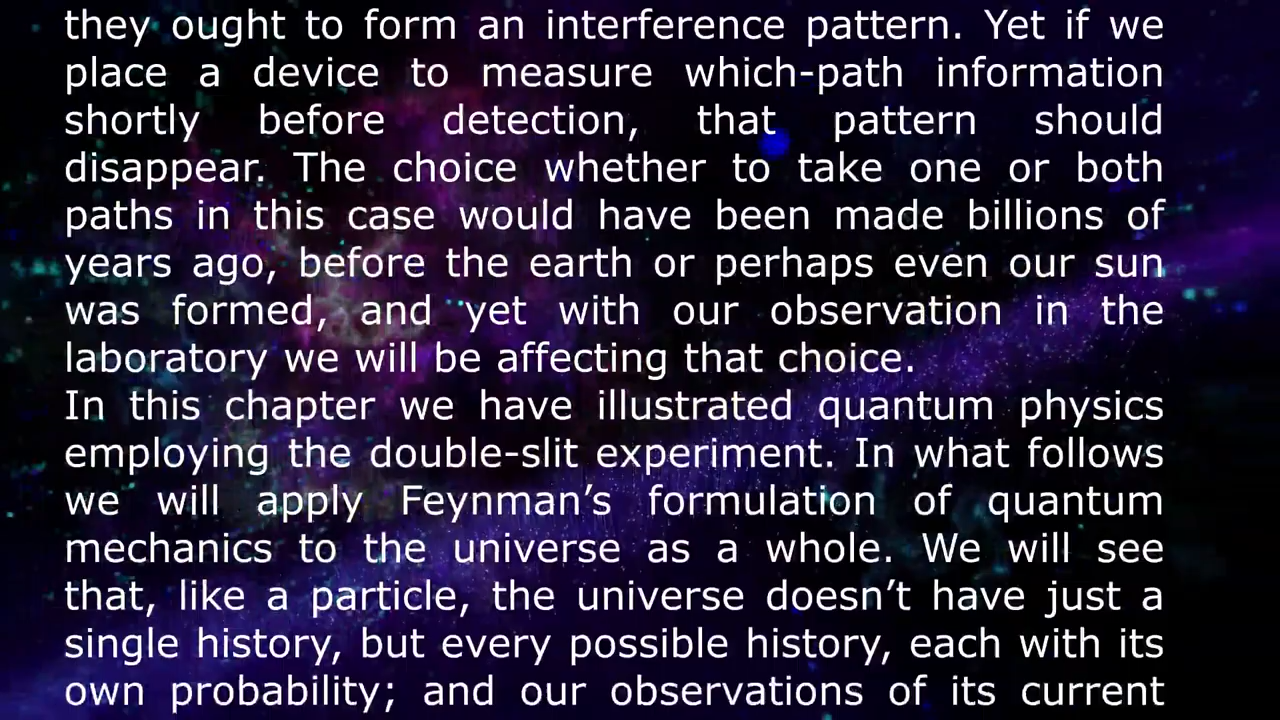 they ought to form an interference pattern. Yet if we
place a device to measure which-path information
shortly before detection, that pattern should
disappear. The choice whether to take one or both
paths in this case would have been made billions of
years ago, before the earth or perhaps even our sun
was formed, and yet with our observation in the
laboratory we will be affecting that choice.
In this chapter we have illustrated quantum physics
employing the double-slit experiment. In what follows
we will apply Feynman’s formulation of quantum
mechanics to the universe as a whole. We will see
that, like a particle, the universe doesn’t have just a
single history, but every possible history, each with its
own probability; and our observations of its current